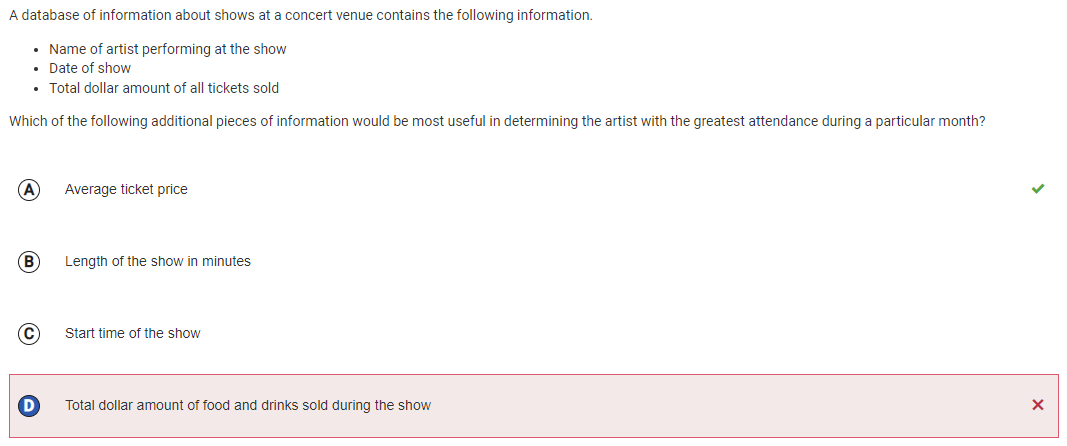 A database of information about shows at a concert venue contains the following information.
• Name of artist performing at the show
• Date of show
• Total dollar amount of all tickets sold
Which of the following additional pieces of information would be most useful in determining the artist with the greatest attendance during a particular month?
A Average ticket price
B Length of the show in minutes
C Start time of the show
D Total dollar amount of food and drinks sold during the show